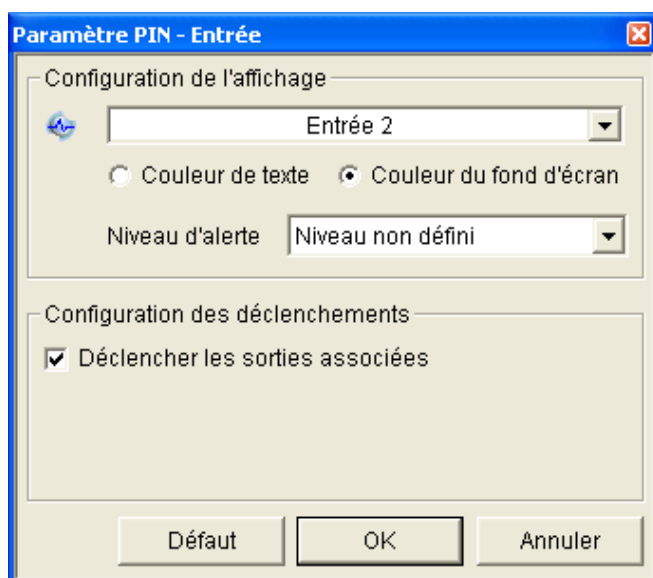 Paramètre PIN - Entrée
Configuration de l'affichage
Entrée 2
Couleur de texte Couleur du fond d'écran
Niveau d'alerte Niveau non défini
Configuration des déclenchements
Déclencher les sorties associées
Défaut OK Annuler